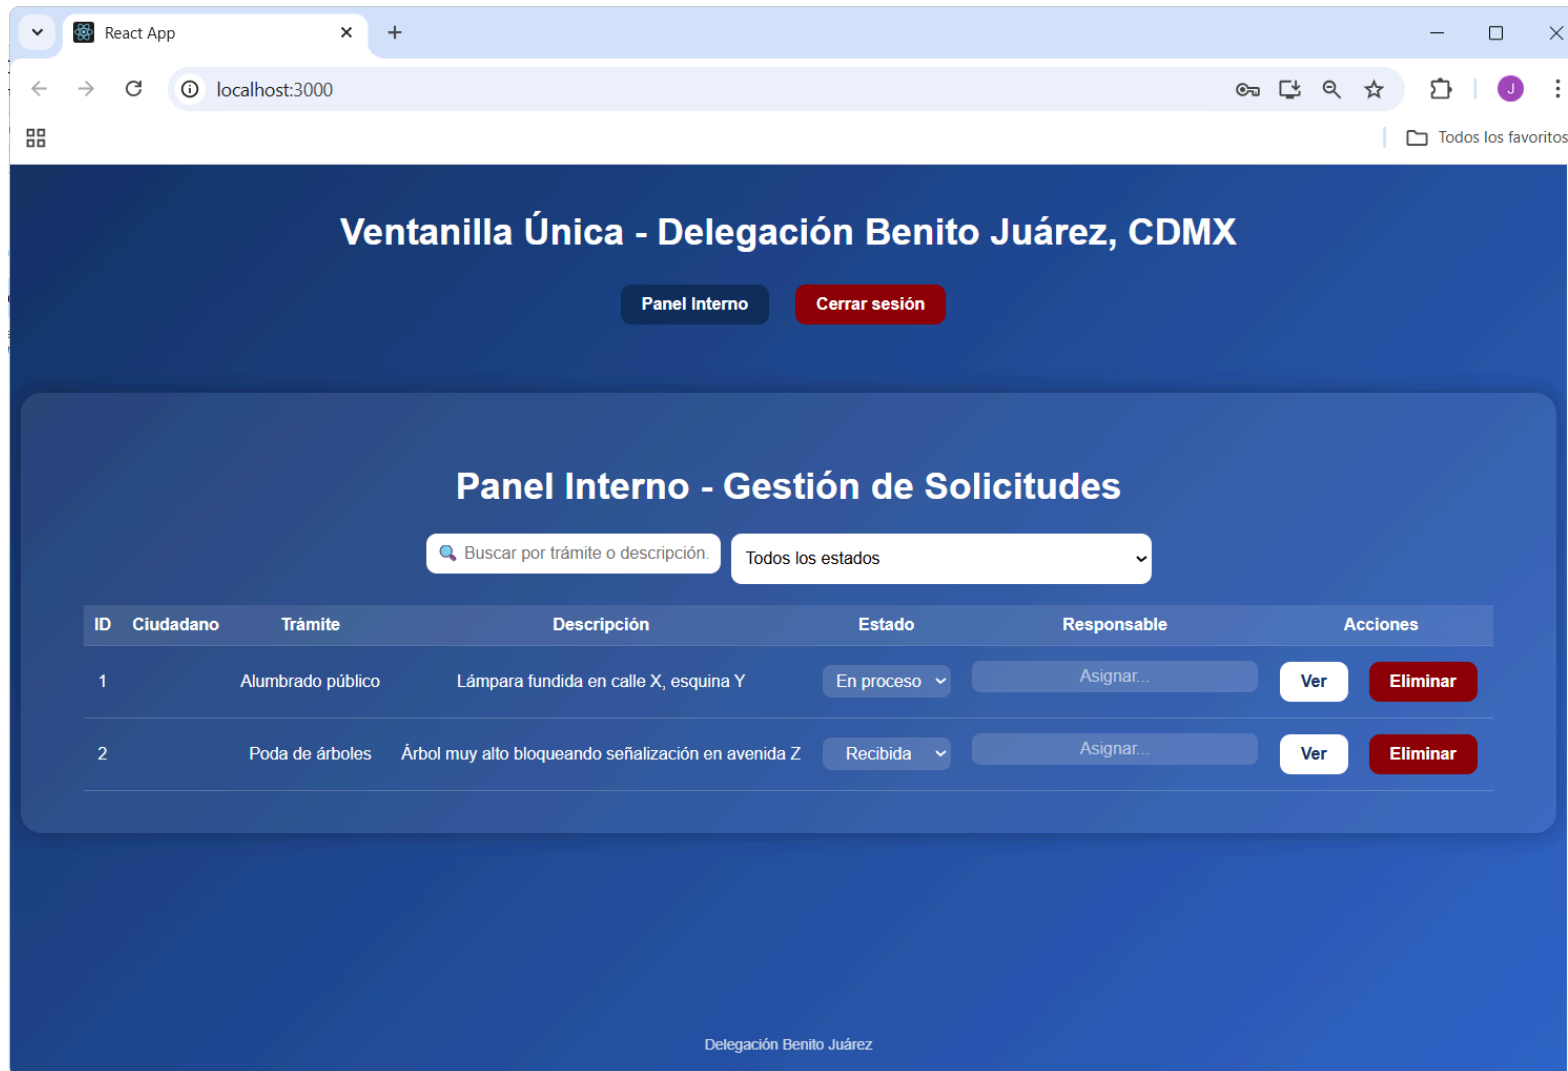 React App
localhost:3000
J
Todos los favoritos
Ventanilla Única - Delegación Benito Juárez, CDMX
Panel Interno Cerrar sesión
Panel Interno - Gestión de Solicitudes
Buscar por trámite o descripción. Todos los estados
ID Ciudadano Trámite Descripción Estado Responsable Acciones
1 Alumbrado público Lámpara fundida en calle X, esquina Y En proceso Asignar... Ver Eliminar
2 Poda de árboles Árbol muy alto bloqueando señalización en avenida Z Recibida Asignar... Ver Eliminar
Delegación Benito Juárez